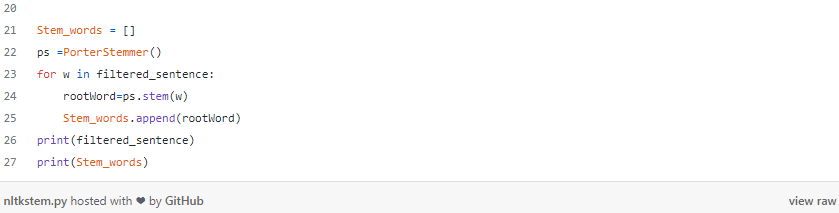 20
21 Stem_words = []
22 ps =PorterStemmer()
23 for w in filtered_sentence:
24     rootWord=ps.stem(w)
25     Stem_words.append(rootWord)
26 print(filtered_sentence)
27 print(Stem_words)
nltkstem.py hosted with ❤ by GitHub view raw